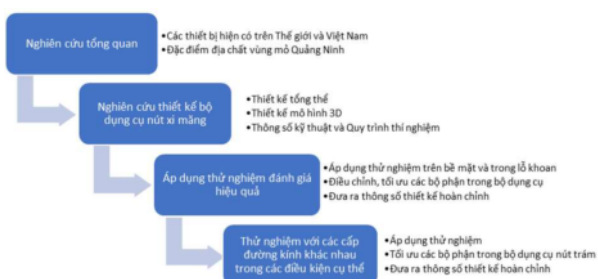 Nghiên cứu tổng quan
•Các thiết bị hiện có trên Thế giới và Việt Nam
•Đặc điểm địa chất vùng mỏ Quảng Ninh
Nghiên cứu thiết kế bộ
dụng cụ nút xi măng
•Thiết kế tổng thể
•Thiết kế mô hình 3D
•Thông số kỹ thuật và Quy trình thí nghiệm
Áp dụng thử nghiệm đánh giá
hiệu quả
•Áp dụng thử nghiệm trên bề mặt và trong lỗ khoan
•Điều chỉnh, tối ưu các bộ phận trong bộ dụng cụ
•Đưa ra thông số thiết kế hoàn chỉnh
Thử nghiệm với các cấp
đường kính khác nhau
trong các điều kiện cụ thể
•Áp dụng thử nghiệm
•Tối ưu các bộ phận trong bộ dụng cụ nút trám
•Đưa ra thông số thiết kế hoàn chỉnh